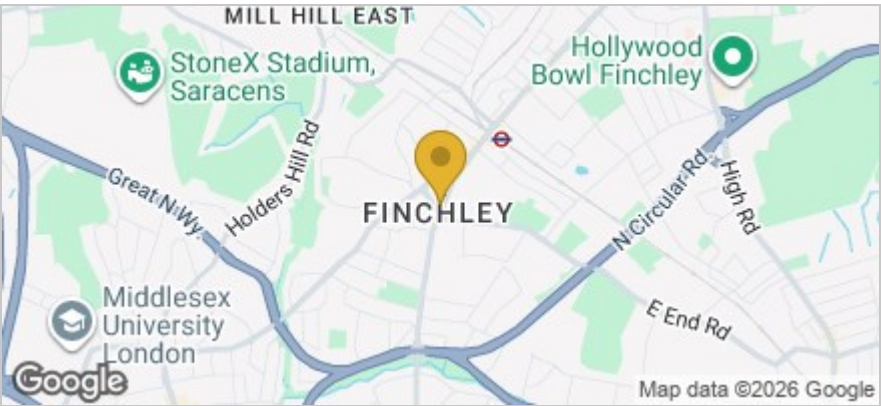 MILL HILL EAST
StoneX Stadium,
Saracens
Hollywood
Bowl Finchley
Great N Wy
Holders Hill Rd
FINCHLEY
N Circular Rd
High Rd
Middlesex
University
London
E End Rd
Google
Map data ©2026 Google